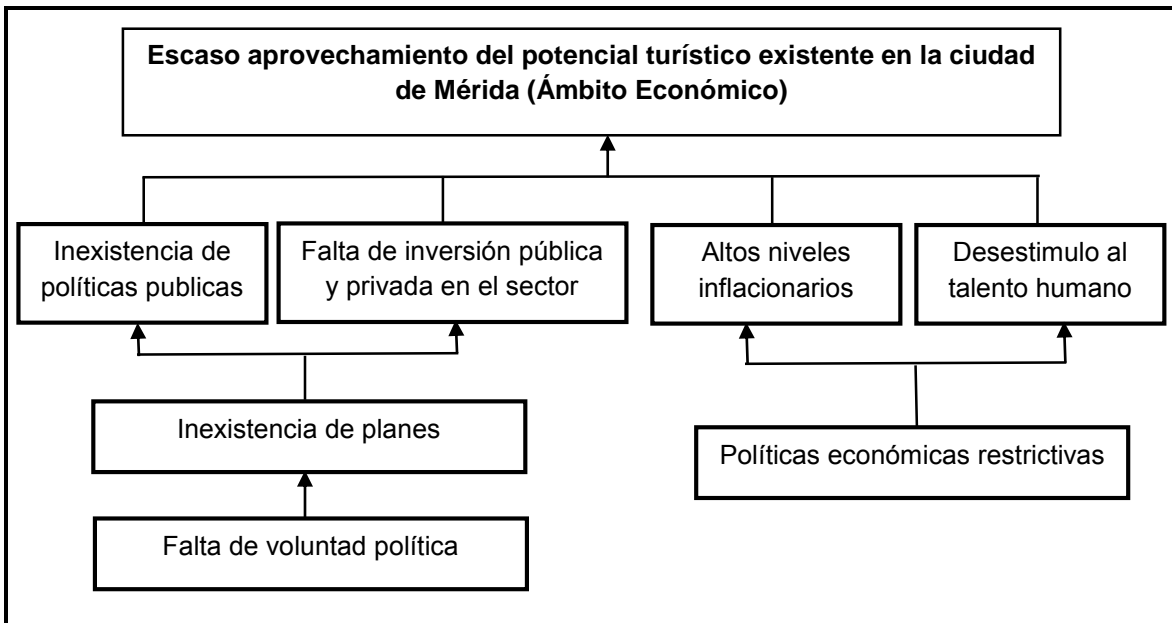 Escaso aprovechamiento del potencial turístico existente en la ciudad
de Mérida (Ámbito Económico)
Inexistencia de
políticas publicas
Falta de inversión pública
y privada en el sector
Altos niveles
inflacionarios
Desestimulo al
talento humano
Inexistencia de planes
Políticas económicas restrictivas
Falta de voluntad política